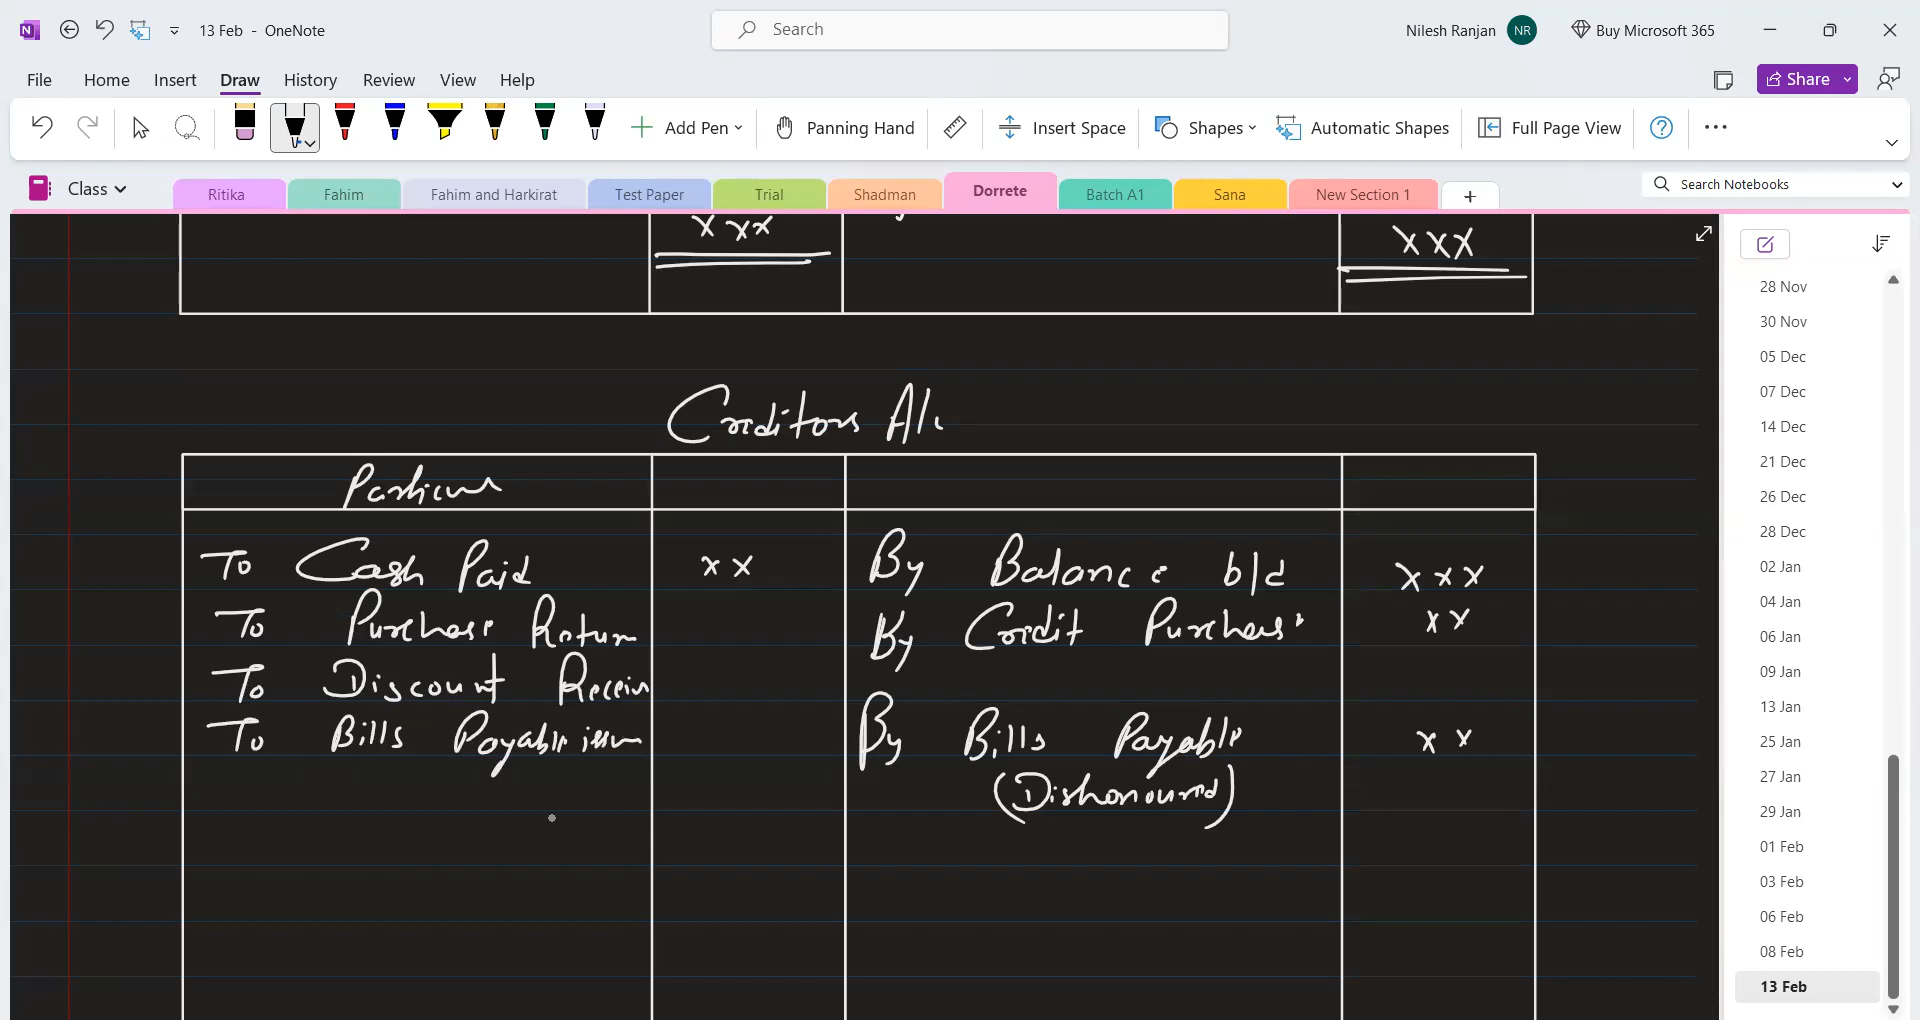 13 Feb - OneNote
Search
Nilesh Ranjan NR
Buy Microsoft 365
File Home Insert Draw History Review View Help
Share
Add Pen
Panning Hand
Insert Space
Shapes
Automatic Shapes
Full Page View
Class
Ritika
Fahim
Fahim and Harkirat
Test Paper
Trial
Shadman
Dorrete
Batch A1
Sana
New Section 1
+
Search Notebooks
x x x
x x x
Creditors A/c
Particular
To Cash Paid x x By Balance b/d x x x
To Purchase Return By Credit Purchase x x
To Discount Receiv
To Bills Payable issue By Bills Payable x x
(Dishonoured)
28 Nov
30 Nov
05 Dec
07 Dec
14 Dec
21 Dec
26 Dec
28 Dec
02 Jan
04 Jan
06 Jan
09 Jan
13 Jan
25 Jan
27 Jan
29 Jan
01 Feb
03 Feb
06 Feb
08 Feb
13 Feb